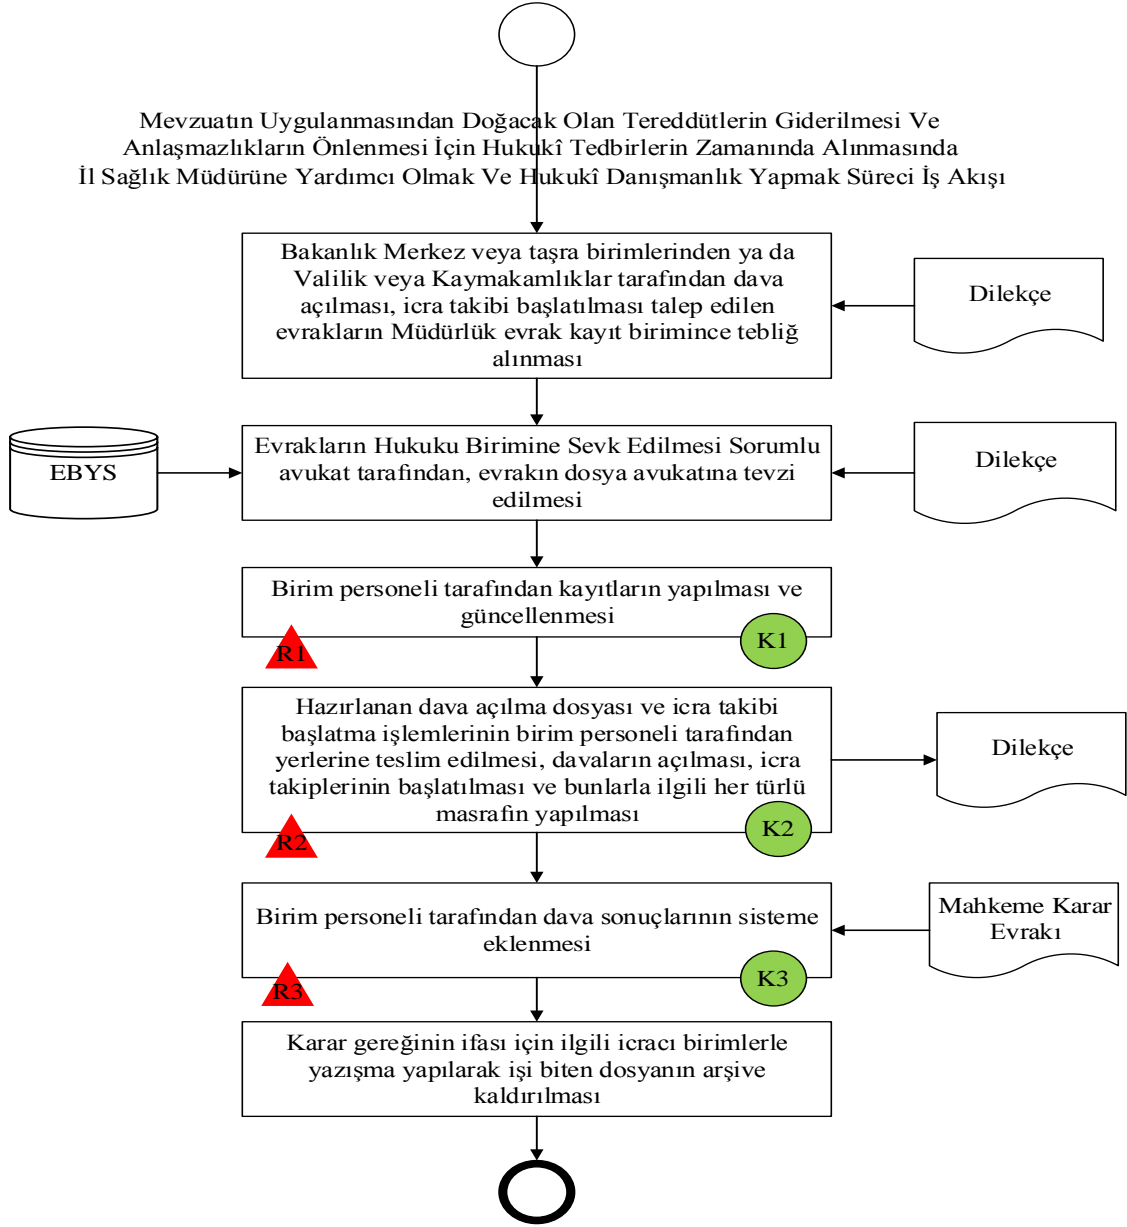 Mevzuatın Uygulanmasından Doğacak Olan Tereddütlerin Giderilmesi Ve
Anlaşmazlıkların Önlenmesi İçin Hukukî Tedbirlerin Zamanında Alınmasında
İl Sağlık Müdürüne Yardımcı Olmak Ve Hukukî Danışmanlık Yapmak Süreci İş Akışı
Bakanlık Merkez veya taşra birimlerinden ya da
Valilik veya Kaymakamlıklar tarafından dava
açılması, icra takibi başlatılması talep edilen
evrakların Müdürlük evrak kayıt birimince tebliğ
alınması
Dilekçe
EBYS
Evrakların Hukuku Birimine Sevk Edilmesi Sorumlu
avukat tarafından, evrakın dosya avukatına tevzi
edilmesi
Dilekçe
Birim personeli tarafından kayıtların yapılması ve
güncellenmesi
R1
K1
Hazırlanan dava açılma dosyası ve icra takibi
başlatma işlemlerinin birim personeli tarafından
yerlerine teslim edilmesi, davaların açılması, icra
takiplerinin başlatılması ve bunlarla ilgili her türlü
masrafın yapılması
Dilekçe
R2
K2
Birim personeli tarafından dava sonuçlarının sisteme
eklenmesi
Mahkeme Karar
Evrakı
R3
K3
Karar gereğinin ifası için ilgili icracı birimlerle
yazışma yapılarak işi biten dosyanın arşive
kaldırılması